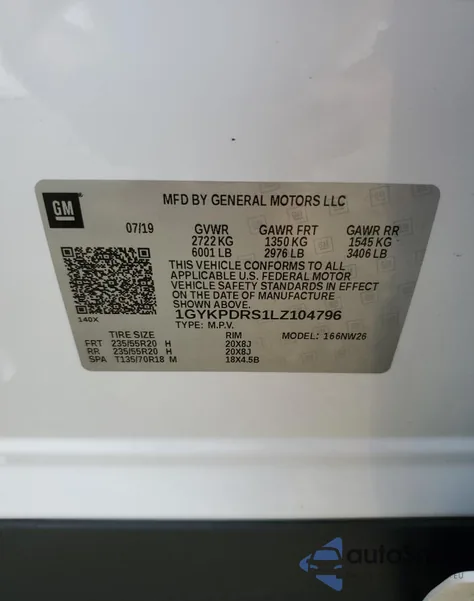 GM
MFD BY GENERAL MOTORS LLC
07/19 GVWR GAWR FRT GAWR RR
2722 KG 1350 KG 1545 KG
6001 LB 2976 LB 3406 LB
THIS VEHICLE CONFORMS TO ALL
APPLICABLE U.S. FEDERAL MOTOR
VEHICLE SAFETY STANDARDS IN EFFECT
ON THE DATE OF MANUFACTURE
SHOWN ABOVE.
1GYKPDRS1LZ104796
140X
TYPE: M.P.V.
TIRE SIZE RIM MODEL: 166NW26
FRT 235/55R20 H 20X8J
RR 235/55R20 H 20X8J
SPA T135/70R18 M 18X4.5B